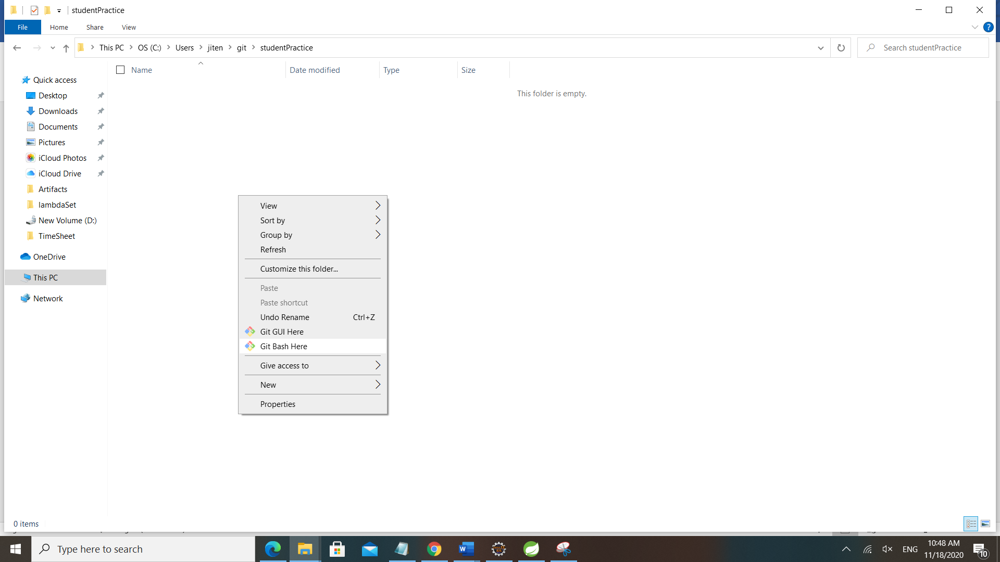 studentPractice
File Home Share View
This PC OS (C:) Users jiten git studentPractice
Search studentPractice
Name Date modified Type Size
This folder is empty.
Quick access
Desktop
Downloads
Documents
Pictures
iCloud Photos
iCloud Drive
Artifacts
lambdaSet
New Volume (D:)
TimeSheet
OneDrive
This PC
Network
View
Sort by
Group by
Refresh
Customize this folder...
Paste
Paste shortcut
Undo Rename Ctrl+Z
Git GUI Here
Git Bash Here
Give access to
New
Properties
0 items
Type here to search
ENG
10:48 AM
11/18/2020
10